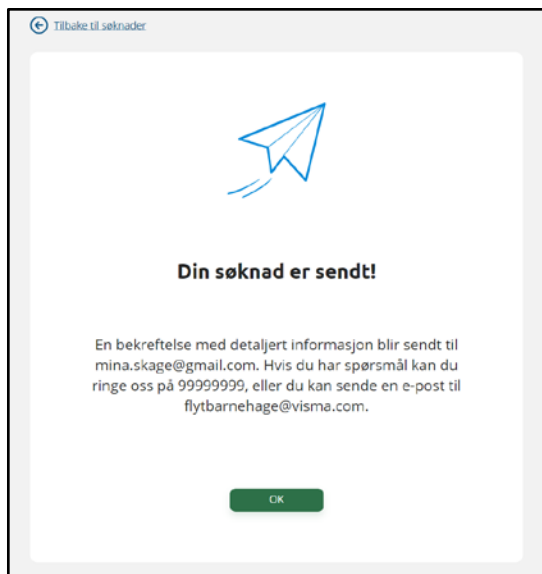 Tilbake til søknader
Din søknad er sendt!
En bekreftelse med detaljert informasjon blir sendt til
mina.skage@gmail.com. Hvis du har spørsmål kan du
ringe oss på 99999999, eller du kan sende en e-post til
flytbarnehage@visma.com.
OK